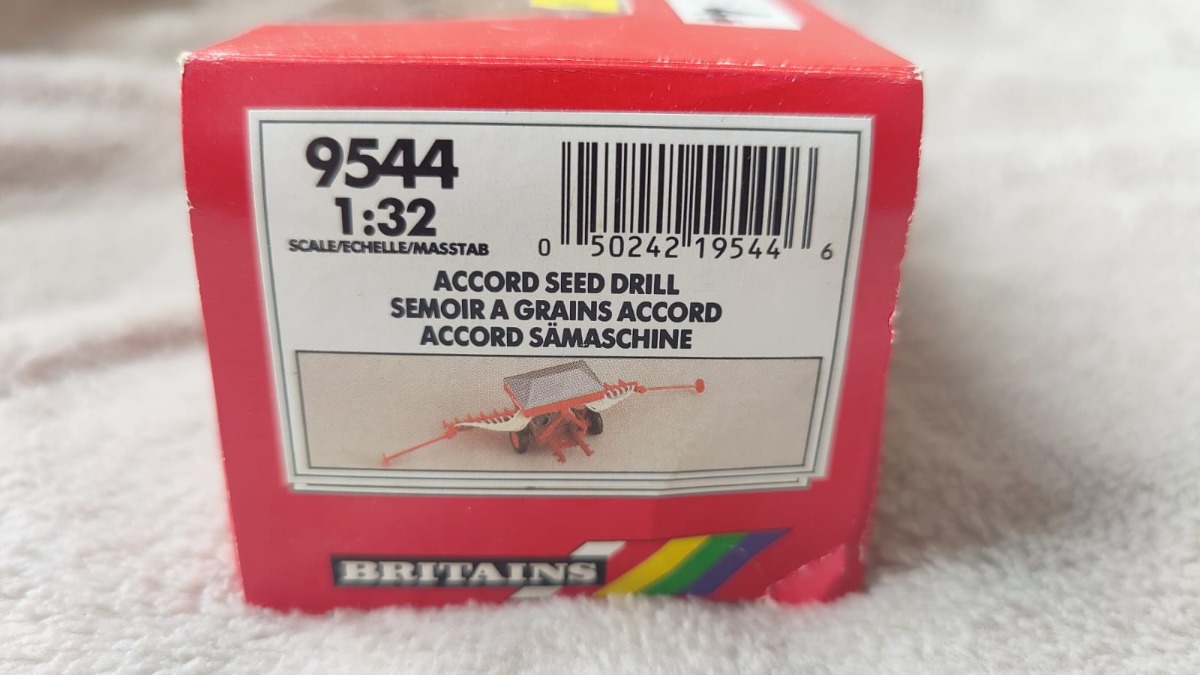 9544
1:32
SCALE/ECHELLE/MASSTAB
0 50242 19544 6
ACCORD SEED DRILL
SEMOIR A GRAINS ACCORD
ACCORD SÄMASCHINE
BRITAINS